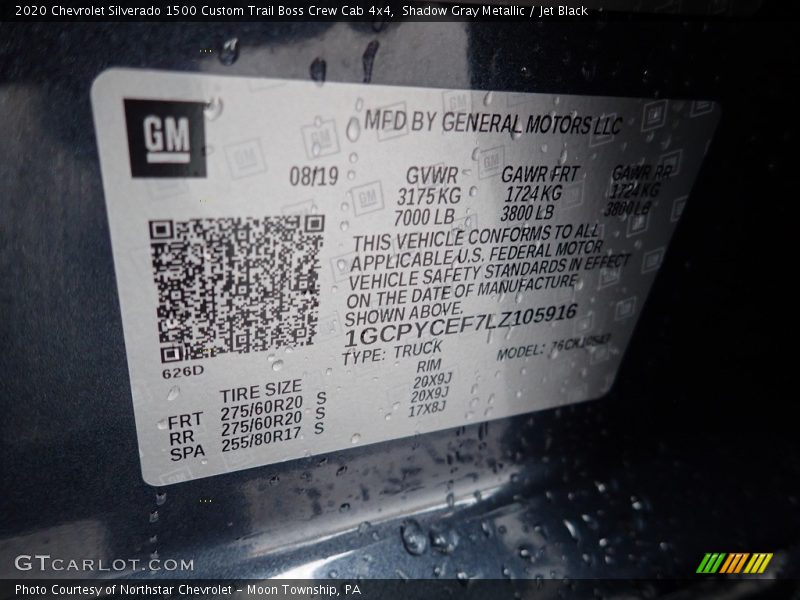 2020 Chevrolet Silverado 1500 Custom Trail Boss Crew Cab 4x4, Shadow Gray Metallic / Jet Black
GM
MFD BY GENERAL MOTORS LLC
08/19 GVWR GAWR FRT GAWR RR
3175 KG 1724 KG 1724 KG
7000 LB 3800 LB 3800 LB
THIS VEHICLE CONFORMS TO ALL
APPLICABLE U.S. FEDERAL MOTOR
VEHICLE SAFETY STANDARDS IN EFFECT
ON THE DATE OF MANUFACTURE
SHOWN ABOVE.
1GCPYCEF7LZ105916
626D
TYPE: TRUCK MODEL:
TIRE SIZE RIM
FRT 275/60R20 S 20X9J
RR 275/60R20 S 20X9J
SPA 255/80R17 S 17X8J
GTCARLOT.COM
Photo Courtesy of Northstar Chevrolet - Moon Township, PA